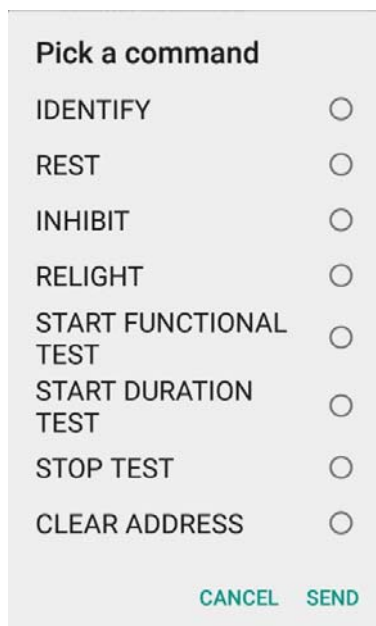 Pick a command
IDENTIFY
REST
INHIBIT
RELIGHT
START FUNCTIONAL
TEST
START DURATION
TEST
STOP TEST
CLEAR ADDRESS
CANCEL SEND